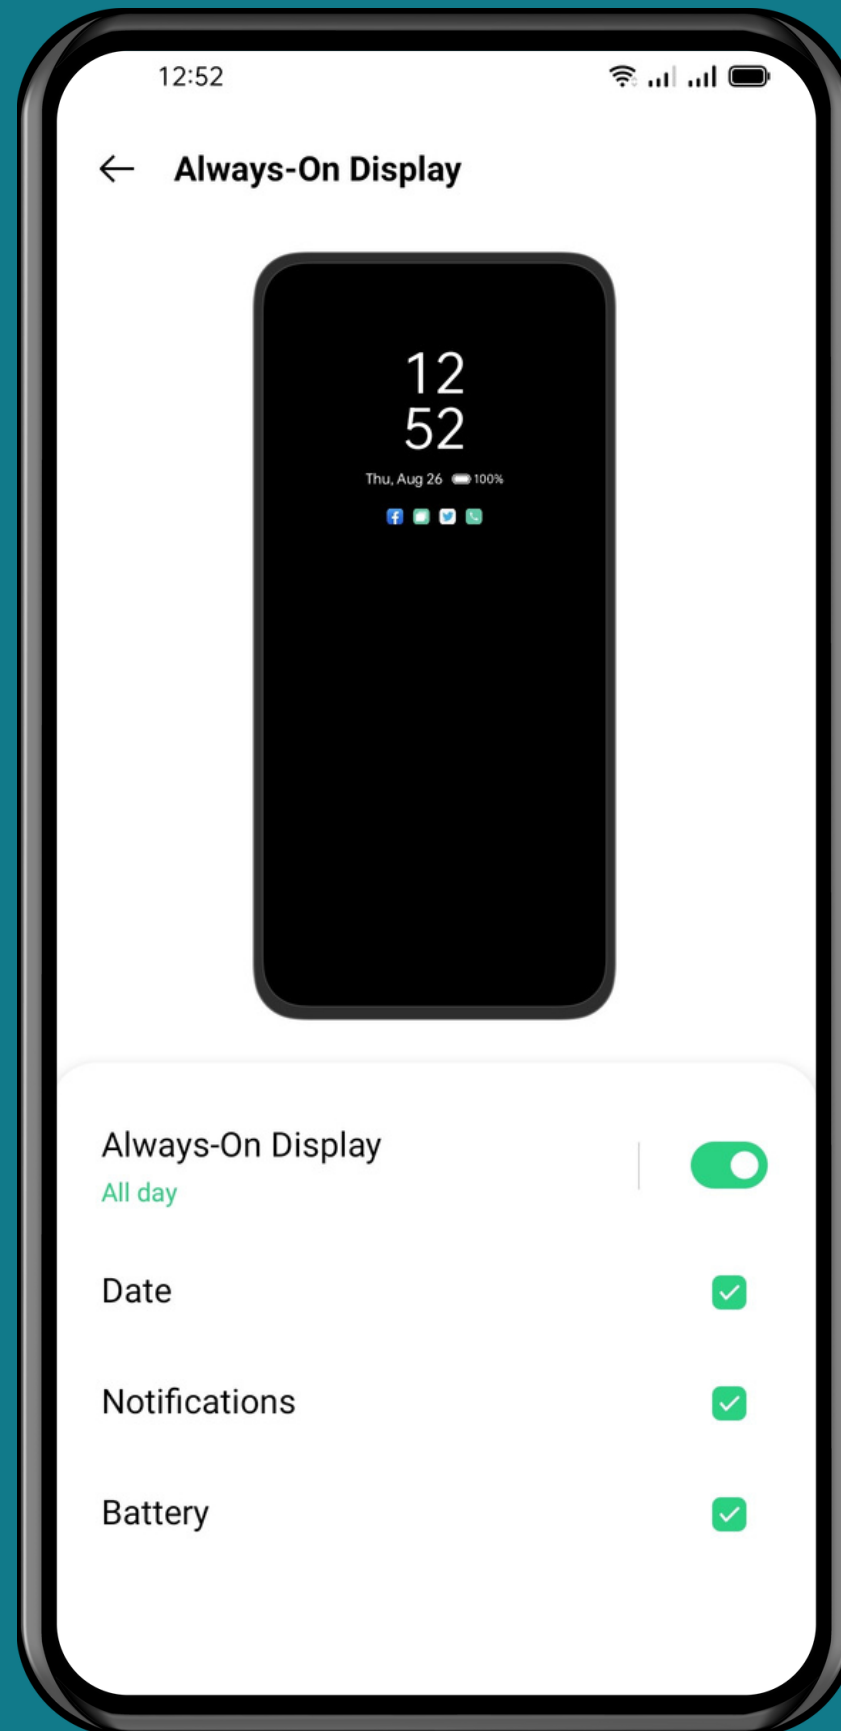 12:52
Always-On Display
12
52
Thu, Aug 26 100%
Always-On Display
All day
Date
Notifications
Battery